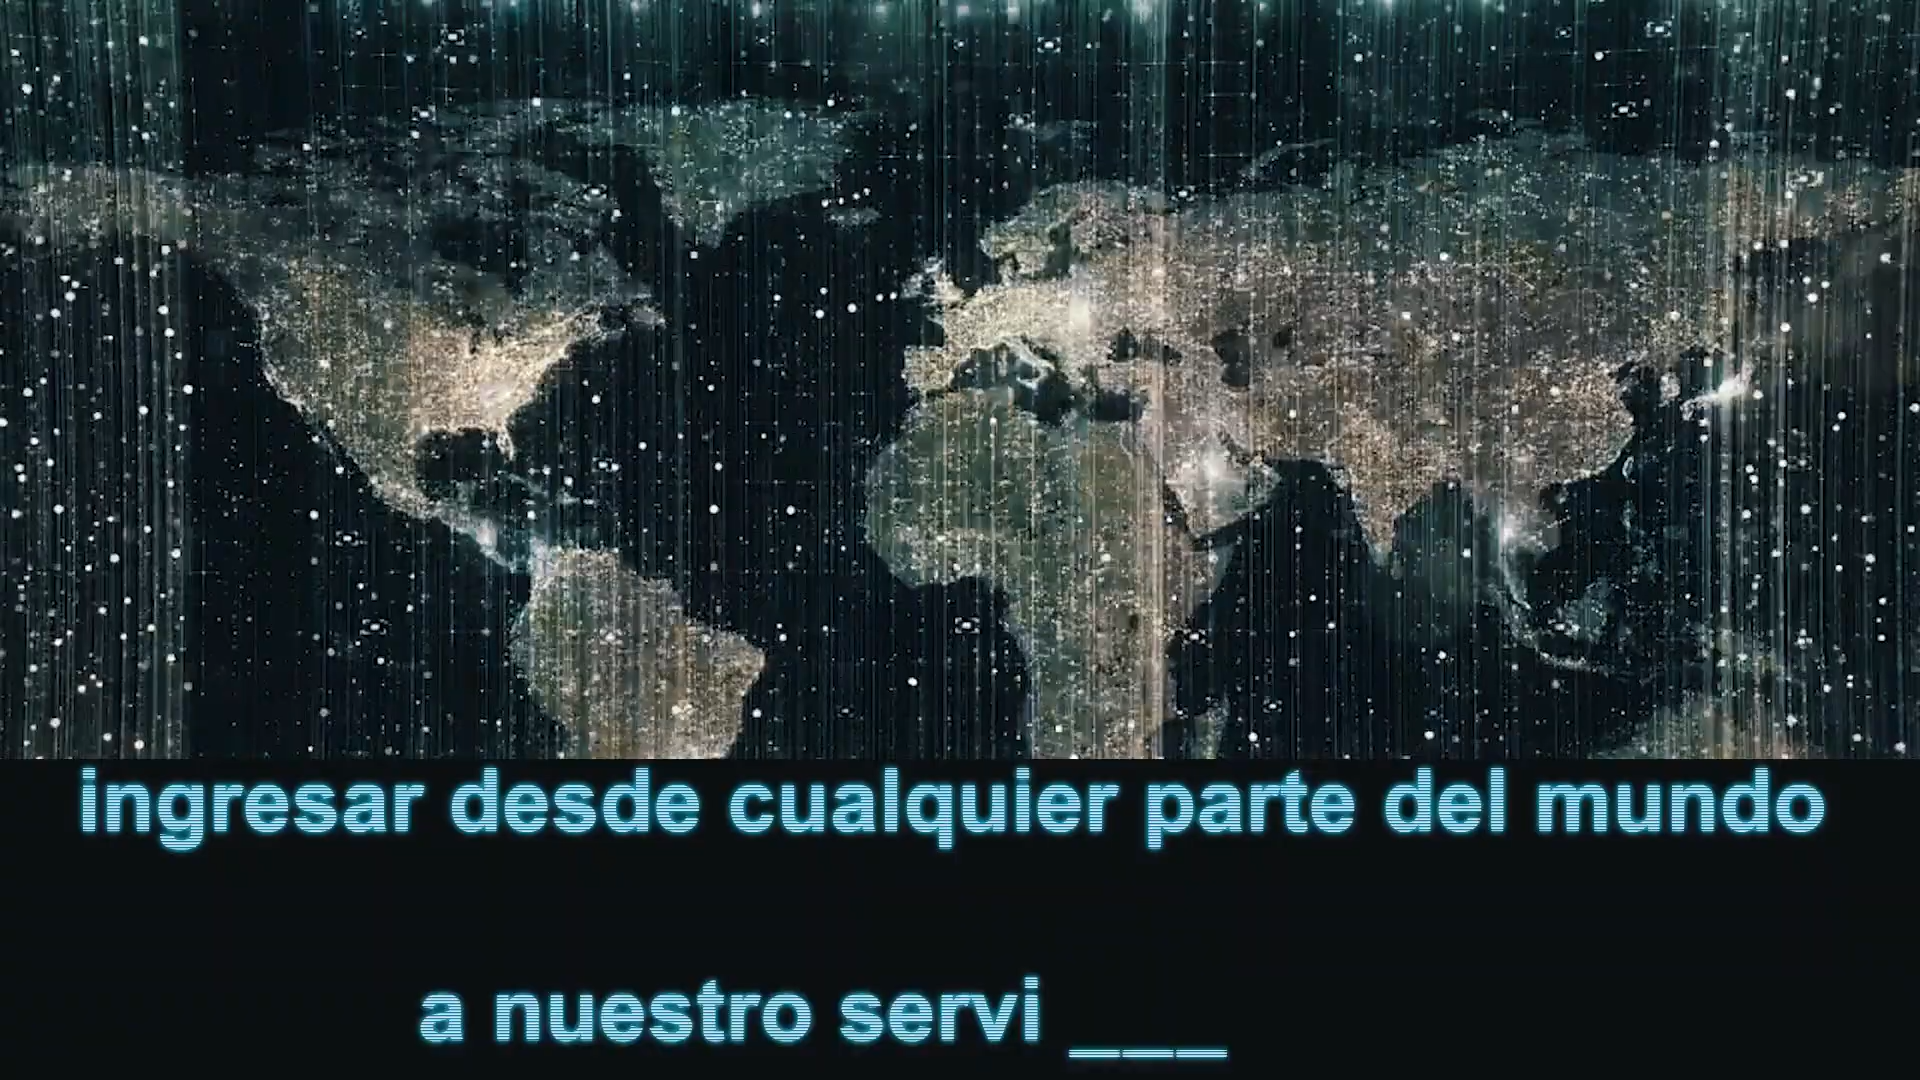 ingresar desde cualquier parte del mundo
a nuestro servi ___